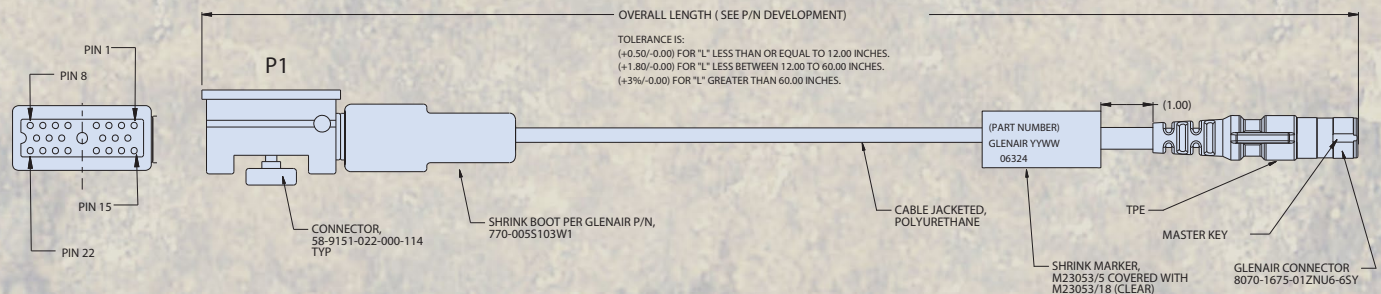 OVERALL LENGTH ( SEE P/N DEVELOPMENT)
TOLERANCE IS:
(+0.50/-0.00) FOR "L" LESS THAN OR EQUAL TO 12.00 INCHES.
(+1.80/-0.00) FOR "L" LESS BETWEEN 12.00 TO 60.00 INCHES.
(+3%/-0.00) FOR "L" GREATER THAN 60.00 INCHES.
PIN 1
PIN 8
P1
PIN 15
PIN 22
CONNECTOR,
58-9151-022-000-114
TYP
SHRINK BOOT PER GLENAIR P/N,
770-005S103W1
CABLE JACKETED,
POLYURETHANE
(PART NUMBER)
GLENAIR YYWW
06324
(1.00)
SHRINK MARKER,
M23053/5 COVERED WITH
M23053/18 (CLEAR)
TPE
MASTER KEY
GLENAIR CONNECTOR
8070-1675-01ZNU6-6SY